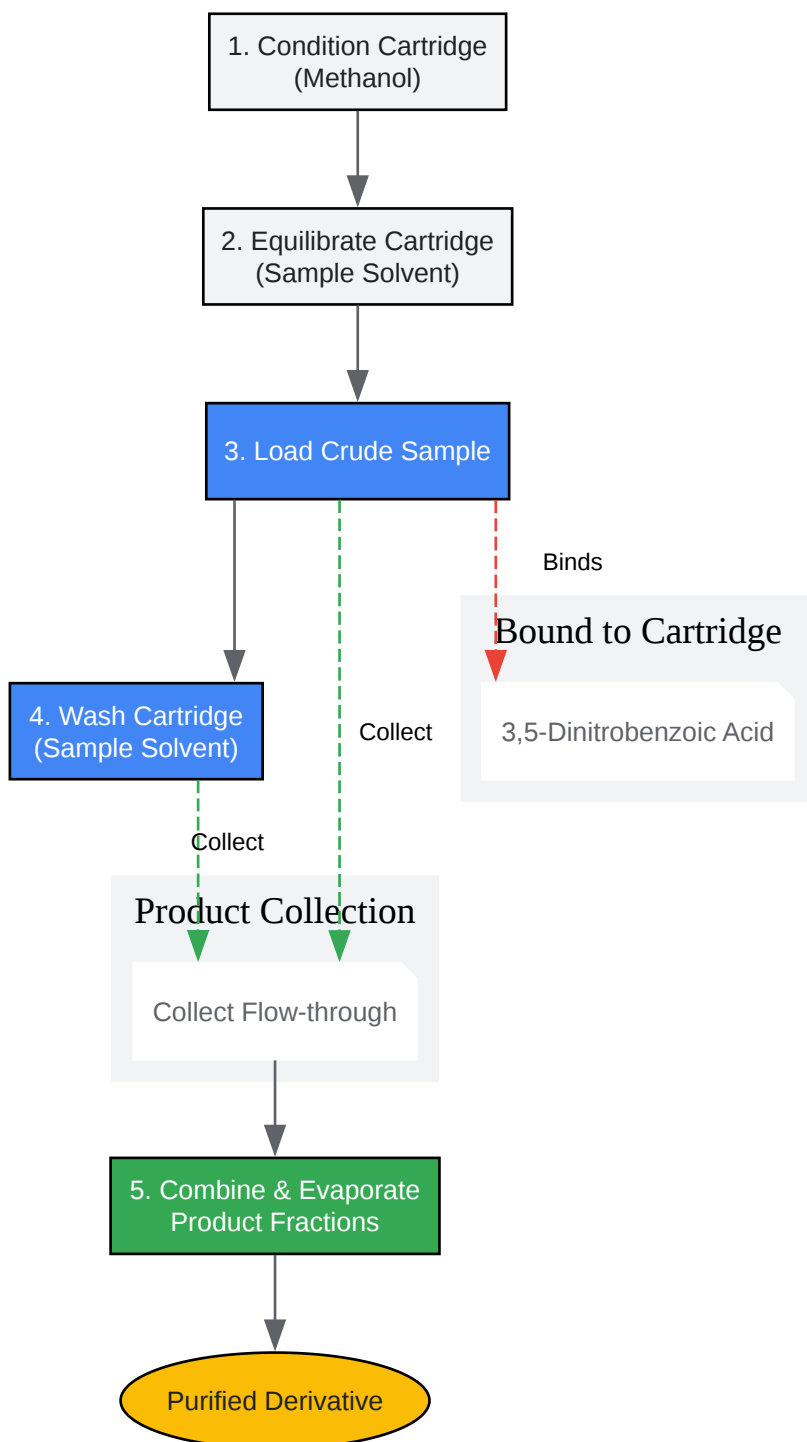 1. Condition Cartridge
(Methanol)
2. Equilibrate Cartridge
(Sample Solvent)
3. Load Crude Sample
Binds
Bound to Cartridge
3,5-Dinitrobenzoic Acid
4. Wash Cartridge
(Sample Solvent)
Collect
Collect
Product Collection
Collect Flow-through
5. Combine & Evaporate
Product Fractions
Purified Derivative